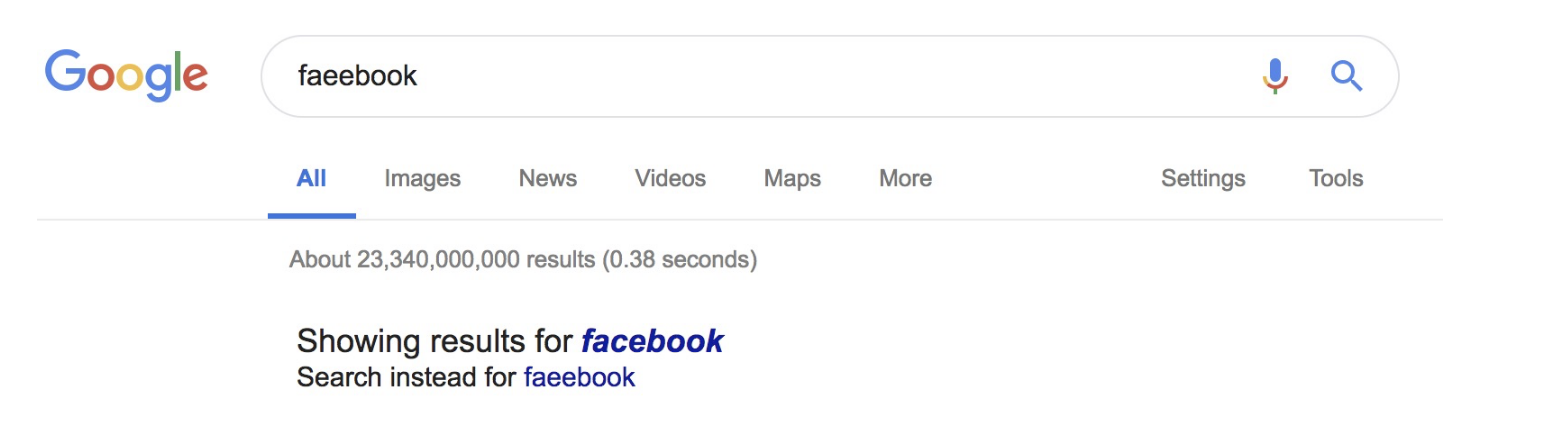 Google faeebook
All Images News Videos Maps More Settings Tools
About 23,340,000,000 results (0.38 seconds)
Showing results for facebook
Search instead for faeebook